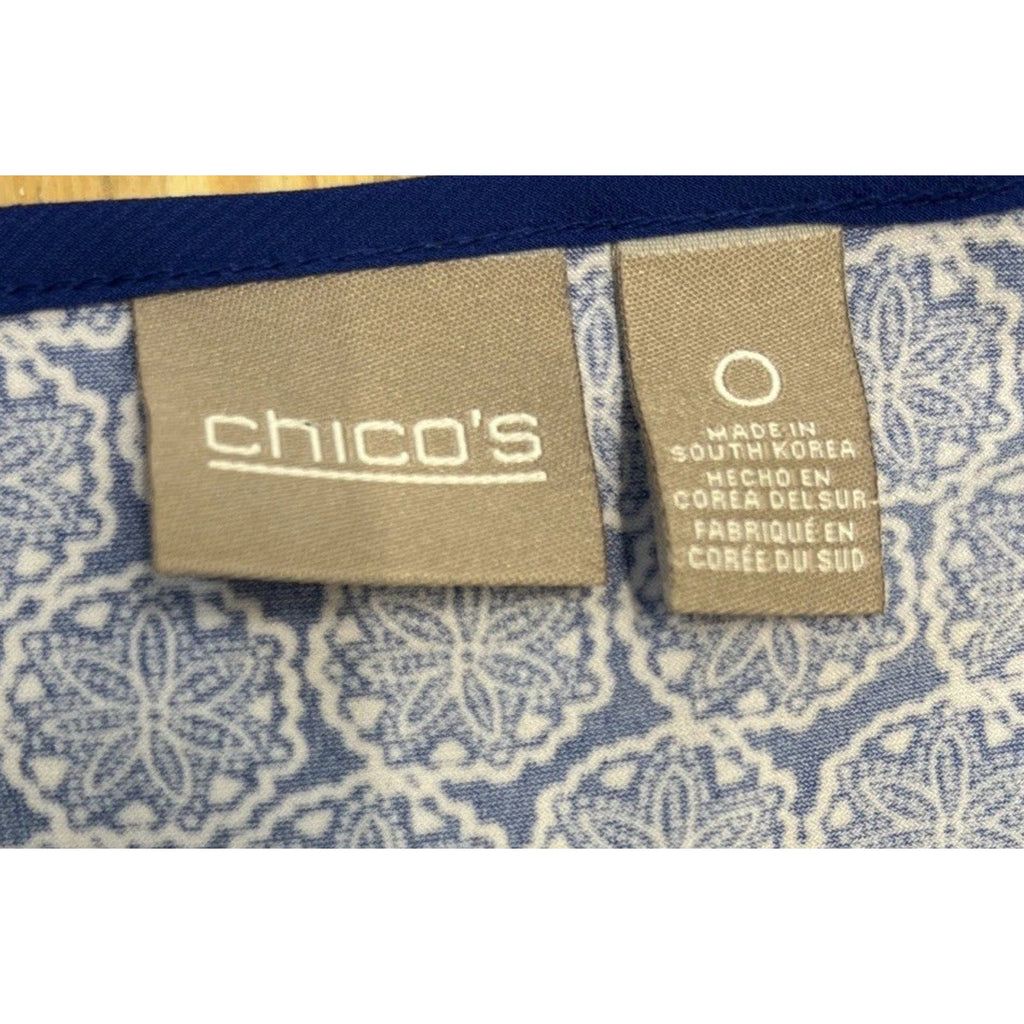 chico's
0
MADE IN
SOUTH KOREA
HECHO EN
COREA DEL SUR
FABRIQUÉ EN
CORÉE DU SUD